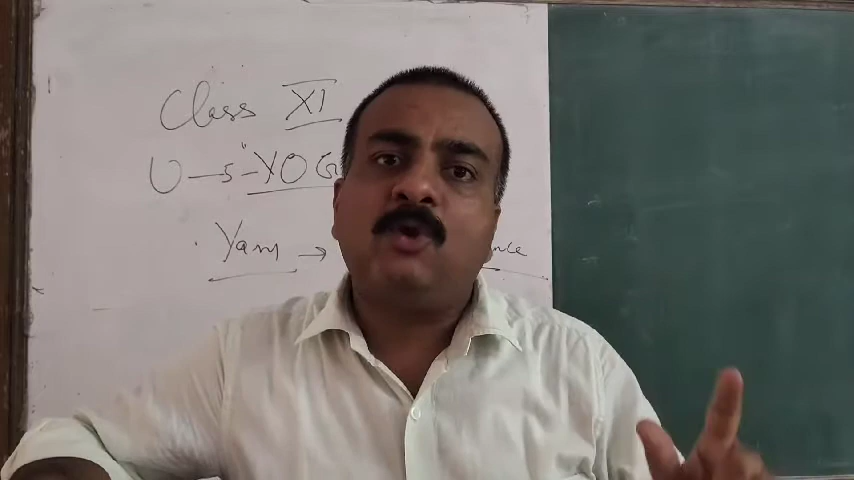 Class XI
U-5-"YOG
Yam →